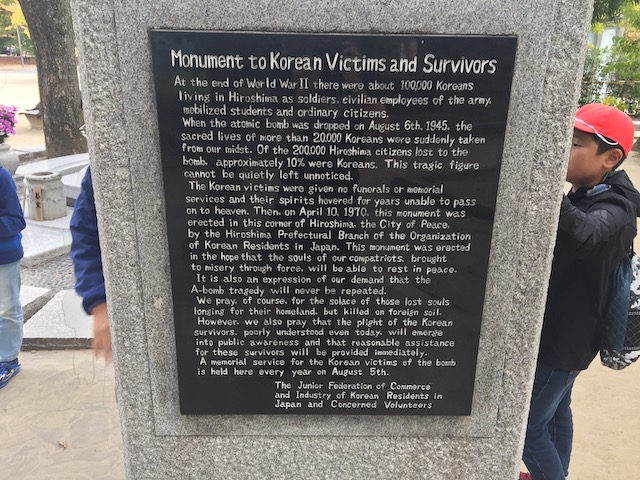 Monument to Korean Victims and Survivors
At the end of World War II there were about 100,000 Koreans
living in Hiroshima as soldiers, civilian employees of the army,
mobilized students and ordinary citizens.
When the atomic bomb was dropped on August 6th, 1945, the
sacred lives of more than 20,000 Koreans were suddenly taken
from our midst. Of the 200,000 Hiroshima citizens lost to the
bomb, approximately 10% were Koreans. This tragic figure
cannot be quietly left unnoticed.
The Korean victims were given no funerals or memorial
services and their spirits hovered for years unable to pass
on to heaven. Then, on April 10, 1970, this monument was
erected in this corner of Hiroshima, the City of Peace,
by the Hiroshima Prefectural Branch of the Organization
of Korean Residents in Japan. This monument was erected
in the hope that the souls of our compatriots, brought
to misery through force, will be able to rest in peace.
It is also an expression of our demand that the
A-bomb tragedy will never be repeated.
We pray, of course, for the solace of those lost souls
longing for their homeland, but killed on foreign soil.
However, we also pray that the plight of the Korean
survivors, poorly understood even today, will emerge
into public awareness and that reasonable assistance
for these survivors will be provided immediately.
A memorial service for the Korean victims of the bomb
is held here every year on August 5th.
The Junior Federation of Commerce
and Industry of Korean Residents in
Japan and Concerned Volunteers